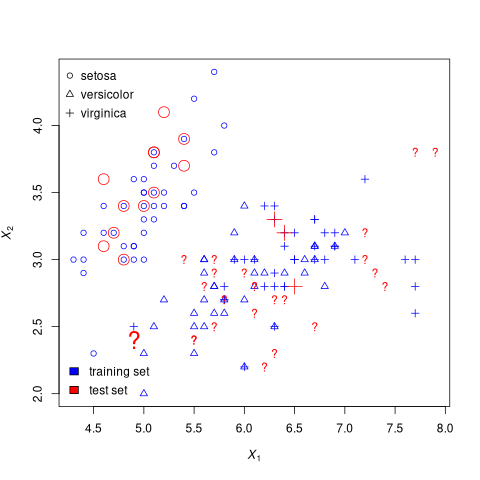 setosa
versicolor
virginica
2.0 2.5 3.0 3.5 4.0
X2
? ?
?
? ? ?
? ?
? ? ? ?
? ? ? ?
?
? ?
? ?
? ?
?
training set
test set
4.5 5.0 5.5 6.0 6.5 7.0 7.5 8.0
X1